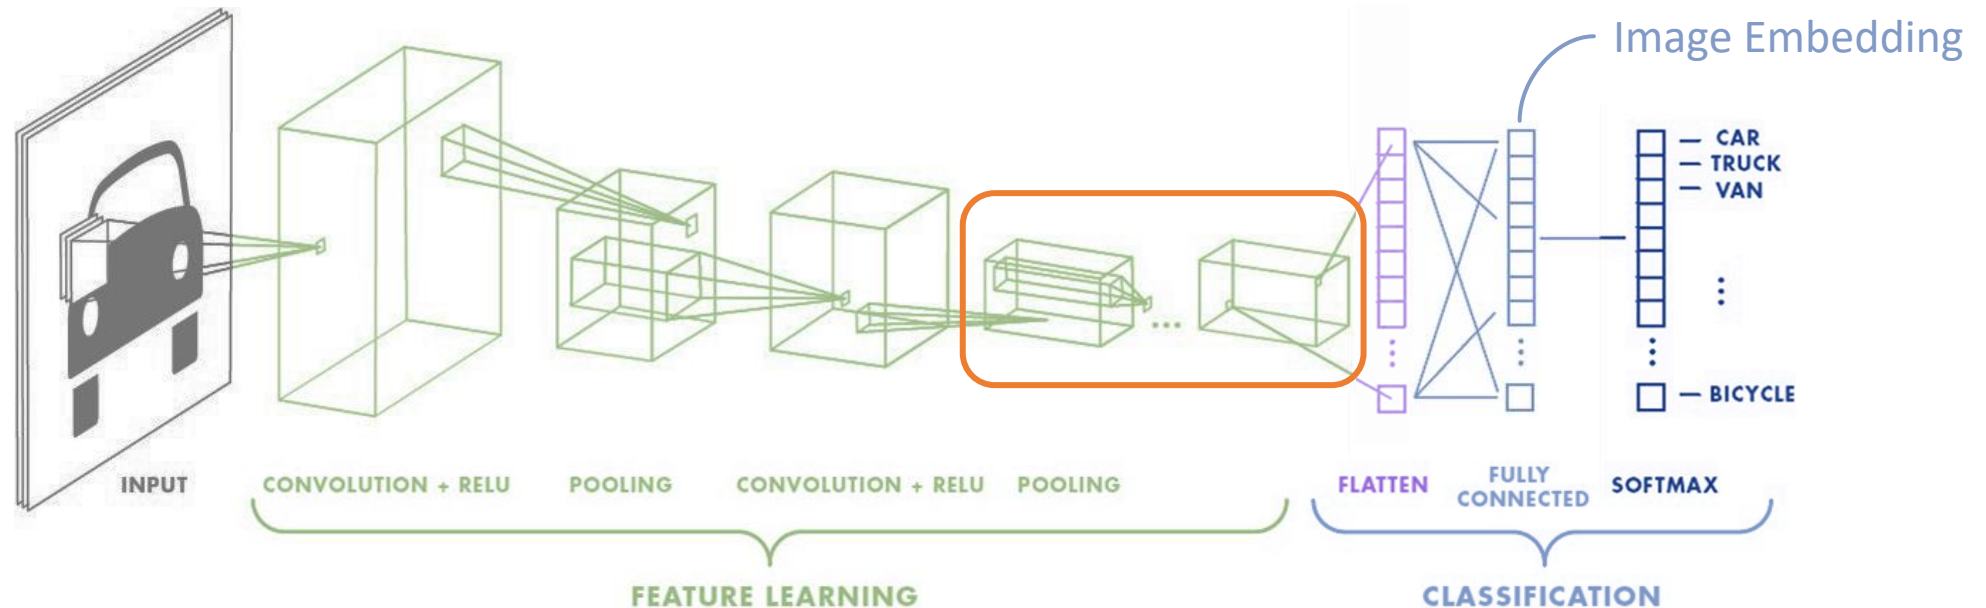 Image Embedding
CAR
TRUCK
VAN
BICYCLE
INPUT
CONVOLUTION + RELU
POOLING
CONVOLUTION + RELU
POOLING
FLATTEN
FULLY
CONNECTED
SOFTMAX
FEATURE LEARNING
CLASSIFICATION